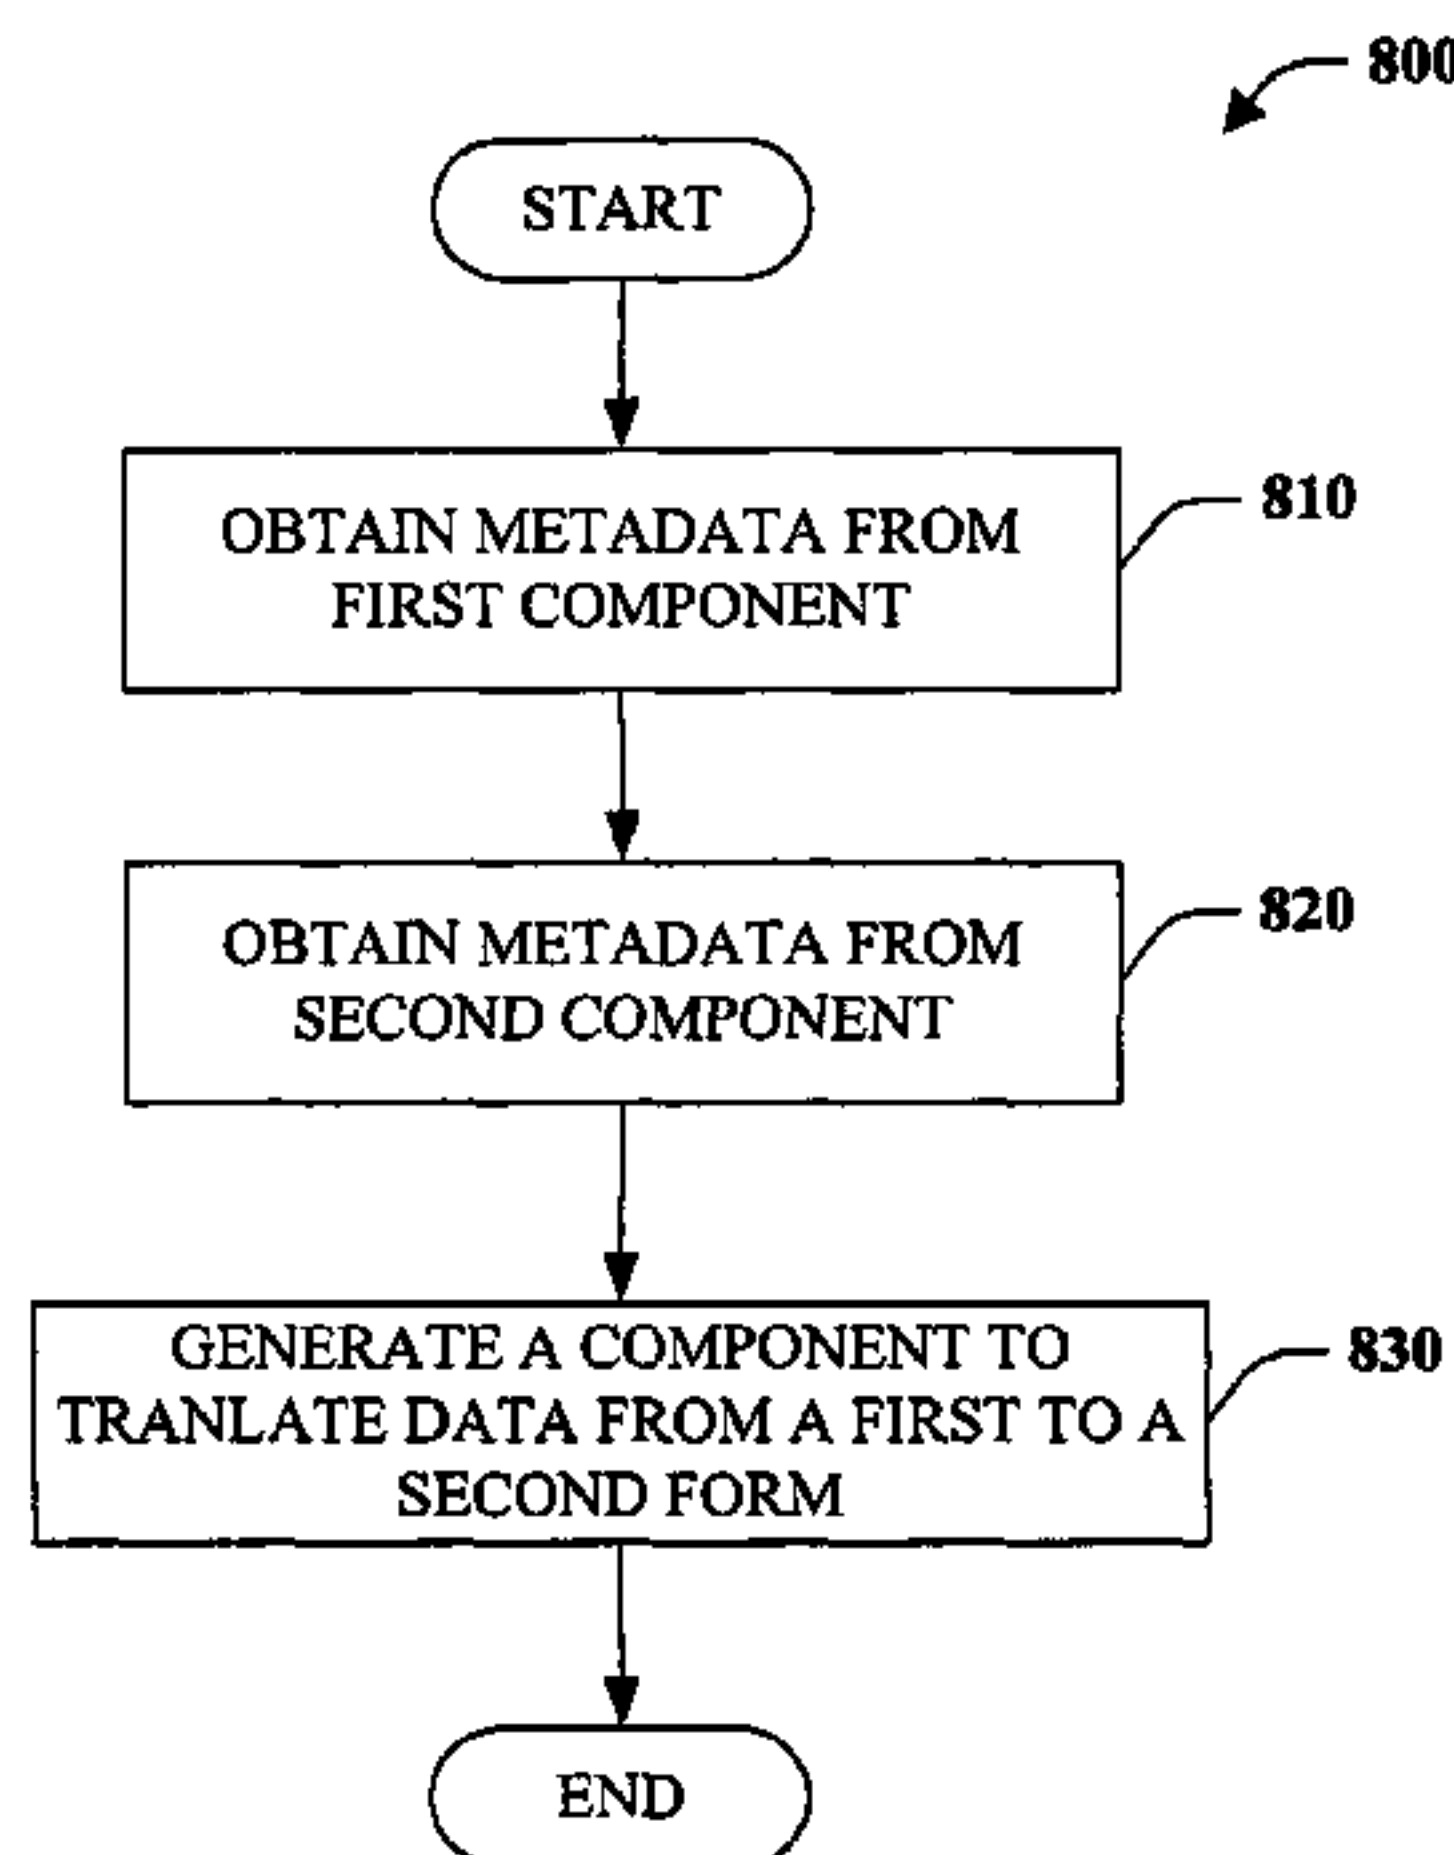 800
START
OBTAIN METADATA FROM
FIRST COMPONENT
810
OBTAIN METADATA FROM
SECOND COMPONENT
820
GENERATE A COMPONENT TO
TRANLATE DATA FROM A FIRST TO A
SECOND FORM
830
END